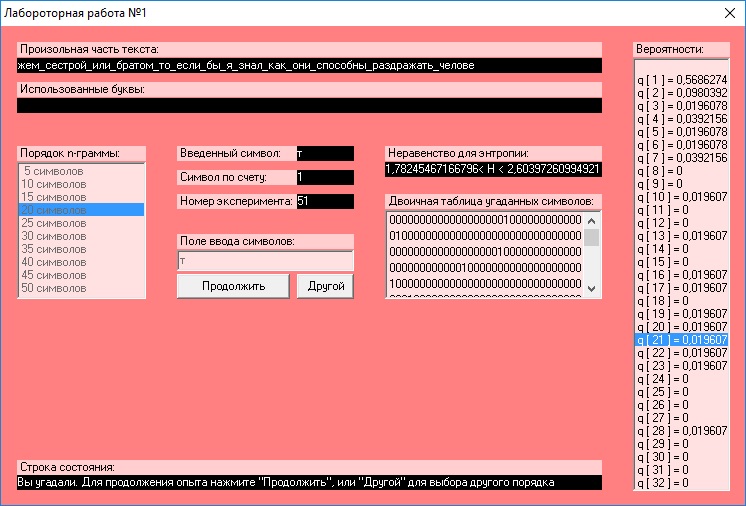 Лабороторная работа №1
Произольная часть текста:
жем_сестрой_или_братом_то_если_бы_я_знал_как_они_способны_раздражать_челове
Использованные буквы:
Порядок n-граммы:
5 символов
10 символов
15 символов
20 символов
25 символов
30 символов
35 символов
40 символов
45 символов
50 символов
Введенный символ: т
Символ по счету: 1
Номер эксперимента: 51
Поле ввода символов:
т
Продолжить
Другой
Неравенство для энтропии:
1,78245467166796< H < 2,60397260994921
Двоичная таблица угаданных символов:
00000000000000000001000000000000
01000000000000000000000000000000
00000000000000000010000000000000
00000000000010000000000000000000
10000000000000000000000000000000
00010000000000000000000000000000
Вероятности:
q [ 1 ] = 0,5686274
q [ 2 ] = 0,0980392
q [ 3 ] = 0,0196078
q [ 4 ] = 0,0392156
q [ 5 ] = 0,0196078
q [ 6 ] = 0,0196078
q [ 7 ] = 0,0392156
q [ 8 ] = 0
q [ 9 ] = 0
q [ 10 ] = 0,019607
q [ 11 ] = 0
q [ 12 ] = 0
q [ 13 ] = 0,019607
q [ 14 ] = 0
q [ 15 ] = 0
q [ 16 ] = 0,019607
q [ 17 ] = 0,019607
q [ 18 ] = 0
q [ 19 ] = 0,019607
q [ 20 ] = 0,019607
q [ 21 ] = 0,019607
q [ 22 ] = 0,019607
q [ 23 ] = 0,019607
q [ 24 ] = 0
q [ 25 ] = 0
q [ 26 ] = 0
q [ 27 ] = 0
q [ 28 ] = 0,019607
q [ 29 ] = 0
q [ 30 ] = 0
q [ 31 ] = 0
q [ 32 ] = 0
Строка состояния:
Вы угадали. Для продолжения опыта нажмите "Продолжить", или "Другой" для выбора другого порядка